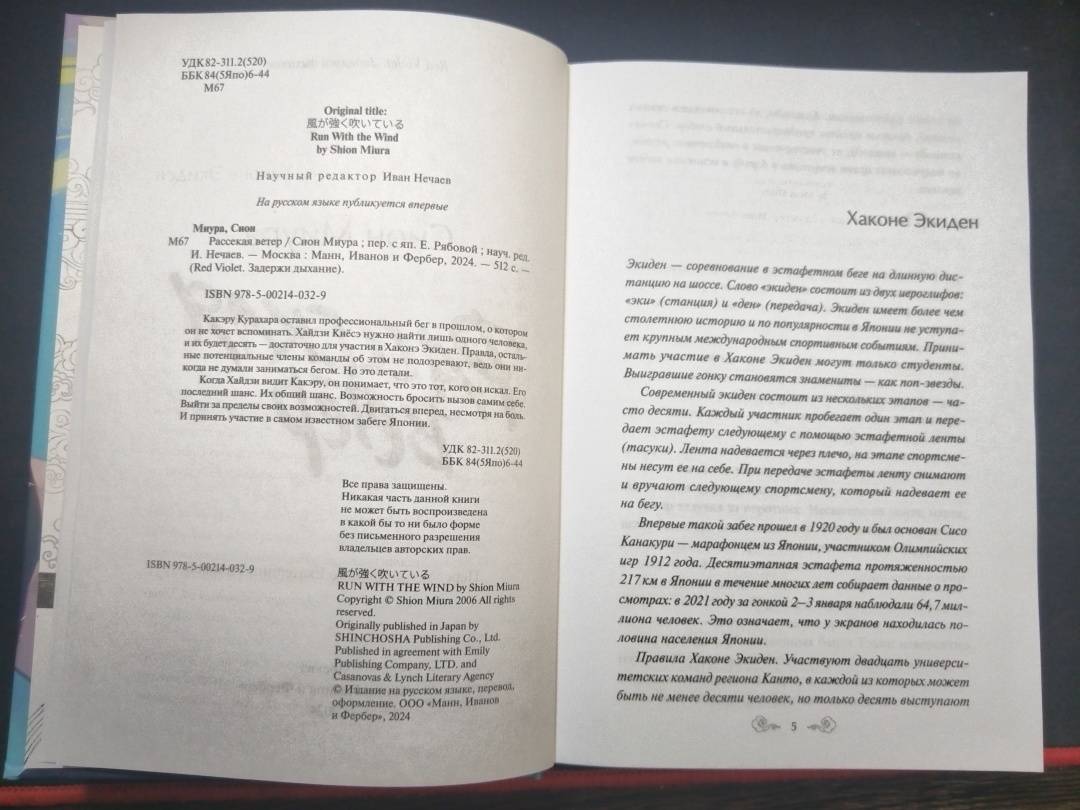 УДК 82-311.2(520)
ББК 84(5Япо)6-44
М67
Original title:
風が強く吹いている
Run With the Wind
by Shion Miura
Научный редактор Иван Нечаев
На русском языке публикуется впервые
Миура, Сион
М67 Рассекая ветер / Сион Миура ; пер. с яп. Е. Рябовой ; науч. ред.
И. Нечаев. — Москва : Манн, Иванов и Фербер, 2024. — 512 с. —
(Red Violet. Задержи дыхание).
ISBN 978-5-00214-032-9
Какэру Курахара оставил профессиональный бег в прошлом, о котором
он не хочет вспоминать. Хайдзи Киёсэ нужно найти лишь одного человека,
и их будет десять — достаточно для участия в Хаконэ Экиден. Правда, осталь-
ные потенциальные члены команды об этом не подозревают, ведь они ни-
когда не думали заниматься бегом. Но это детали.
Когда Хайдзи видит Какэру, он понимает, что это тот, кого он искал. Его
последний шанс. Их общий шанс. Возможность бросить вызов самим себе.
Выйти за пределы своих возможностей. Двигаться вперед, несмотря на боль.
И принять участие в самом известном забеге Японии.
УДК 82-311.2(520)
ББК 84(5Япо)6-44
Все права защищены.
Никакая часть данной книги
не может быть воспроизведена
в какой бы то ни было форме
без письменного разрешения
владельцев авторских прав.
ISBN 978-5-00214-032-9
風が強く吹いている
RUN WITH THE WIND by Shion Miura
Copyright © Shion Miura 2006 All rights
reserved.
Originally published in Japan by
SHINCHOSHA Publishing Co., Ltd.
Published in agreement with Emily
Publishing Company, LTD. and
Casanovas & Lynch Literary Agency
© Издание на русском языке, перевод,
оформление. ООО «Манн, Иванов
и Фербер», 2024
Хаконе Экиден
Экиден — соревнование в эстафетном беге на длинную дис-
танцию на шоссе. Слово «экиден» состоит из двух иероглифов:
«эки» (станция) и «ден» (передача). Экиден имеет более чем
столетнюю историю и по популярности в Японии не уступа-
ет крупным международным спортивным событиям. Прини-
мать участие в Хаконе Экиден могут только студенты.
Выигравшие гонку становятся знамениты — как поп-звезды.
Современный экиден состоит из нескольких этапов — ча-
сто десяти. Каждый участник пробегает один этап и пере-
дает эстафету следующему с помощью эстафетной ленты
(тасуки). Лента надевается через плечо, на этапе спортсме-
ны несут ее на себе. При передаче эстафеты ленту снимают
и вручают следующему спортсмену, который надевает ее
на бегу.
Впервые такой забег прошел в 1920 году и был основан Сисо
Канакури — марафонцем из Японии, участником Олимпийских
игр 1912 года. Десятиэтапная эстафета протяженностью
217 км в Японии в течение многих лет собирает данные о про-
смотрах: в 2021 году за гонкой 2–3 января наблюдали 64,7 мил-
лиона человек. Это означает, что у экранов находилась по-
ловина населения Японии.
Правила Хаконе Экиден. Участвуют двадцать универси-
тетских команд региона Канто, в каждой из которых может
быть не менее десяти человек, но только десять выступают
5